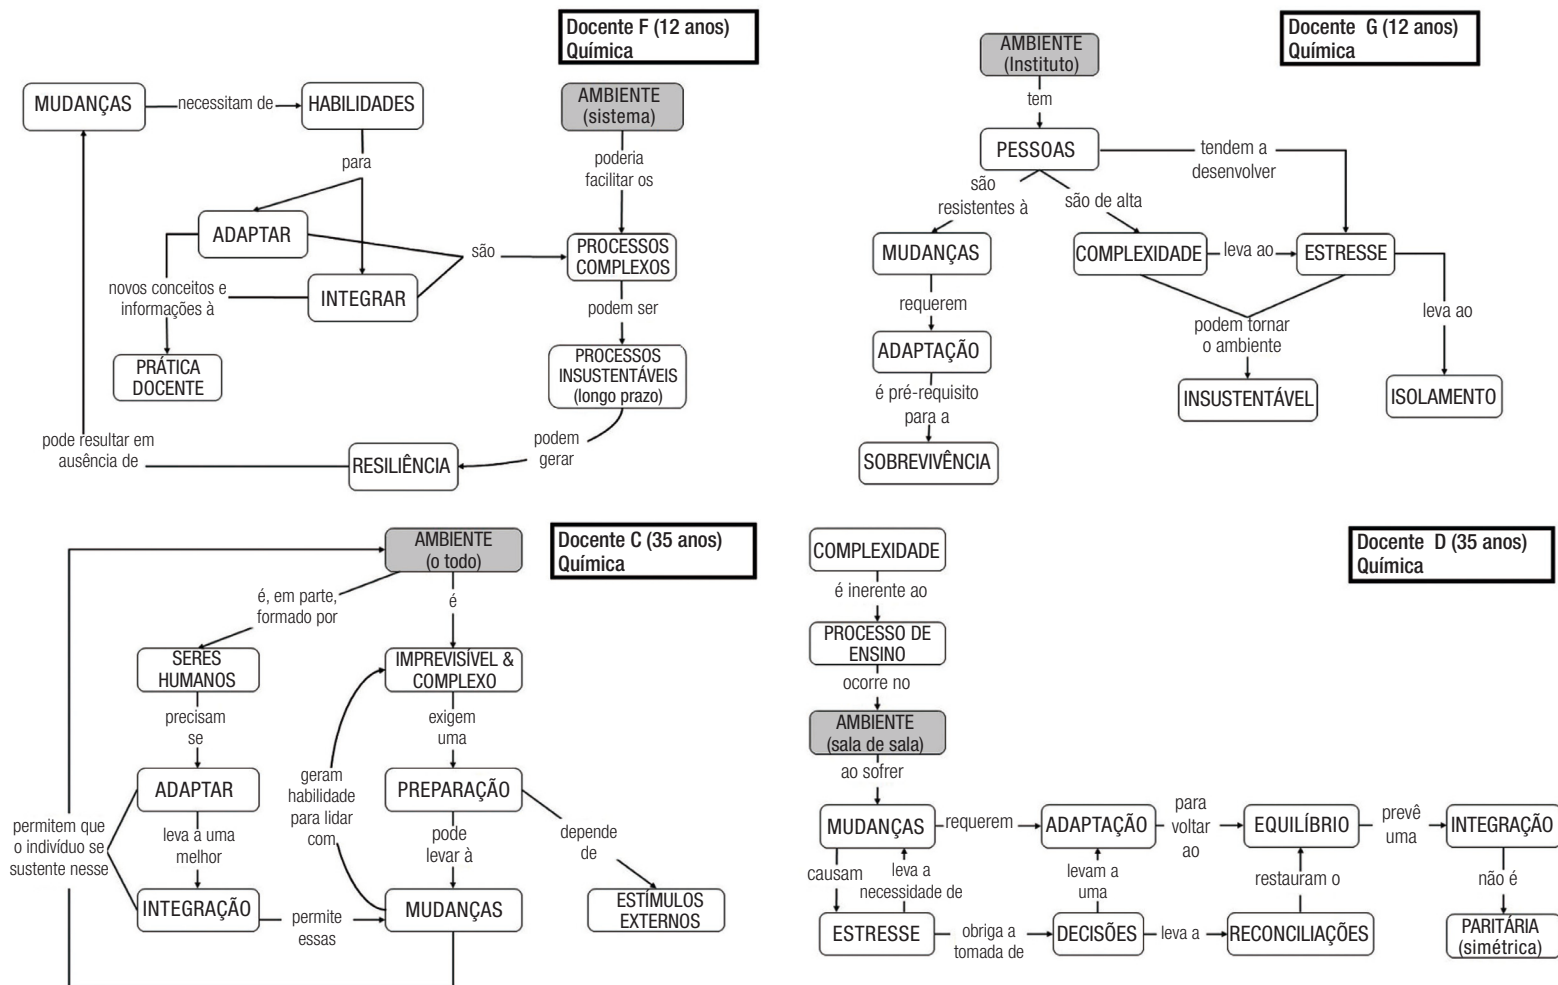 Docente F (12 anos)
Química
MUDANÇAS
necessitam de
HABILIDADES
AMBIENTE
(sistema)
para
poderia
facilitar os
ADAPTAR
PROCESSOS
COMPLEXOS
são
novos conceitos e
informações à
INTEGRAR
podem ser
PRÁTICA
DOCENTE
PROCESSOS
INSUSTENTÁVEIS
(longo prazo)
pode resultar em
ausência de
RESILIÊNCIA
podem
gerar
Docente G (12 anos)
Química
AMBIENTE
(Instituto)
tem
PESSOAS
tendem a
desenvolver
são
resistentes à
são de alta
MUDANÇAS
COMPLEXIDADE
leva ao
ESTRESSE
requerem
podem tornar
o ambiente
leva ao
ADAPTAÇÃO
é pré-requisito
para a
INSUSTENTÁVEL
ISOLAMENTO
SOBREVIVÊNCIA
AMBIENTE
(o todo)
Docente C (35 anos)
Química
é, em parte,
formado por
é
SERES
HUMANOS
IMPREVISÍVEL &
COMPLEXO
precisam
se
exigem
uma
ADAPTAR
geram
habilidade
para lidar
com
PREPARAÇÃO
permitem que
o indivíduo se
sustente nesse
leva a uma
melhor
pode
levar à
depende
de
INTEGRAÇÃO
permite
essas
MUDANÇAS
ESTÍMULOS
EXTERNOS
COMPLEXIDADE
Docente D (35 anos)
Química
é inerente ao
PROCESSO DE
ENSINO
ocorre no
AMBIENTE
(sala de sala)
ao sofrer
MUDANÇAS
requerem
ADAPTAÇÃO
para
voltar
ao
EQUILÍBRIO
prevê
uma
INTEGRAÇÃO
causam
leva a
necessidade de
levam a
uma
restauram o
não é
ESTRESSE
obriga a
tomada de
DECISÕES
leva a
RECONCILIAÇÕES
PARITÁRIA
(simétrica)